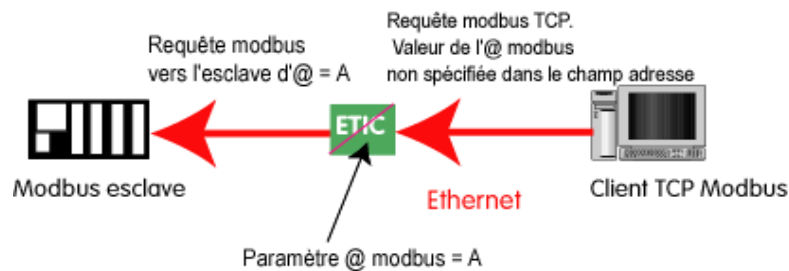 Requête modbus TCP.
Valeur de l'@ modbus
non spécifiée dans le champ adresse
Requête modbus
vers l'esclave d'@ = A
ETIC
Modbus esclave
Ethernet
Client TCP Modbus
Paramètre @ modbus = A